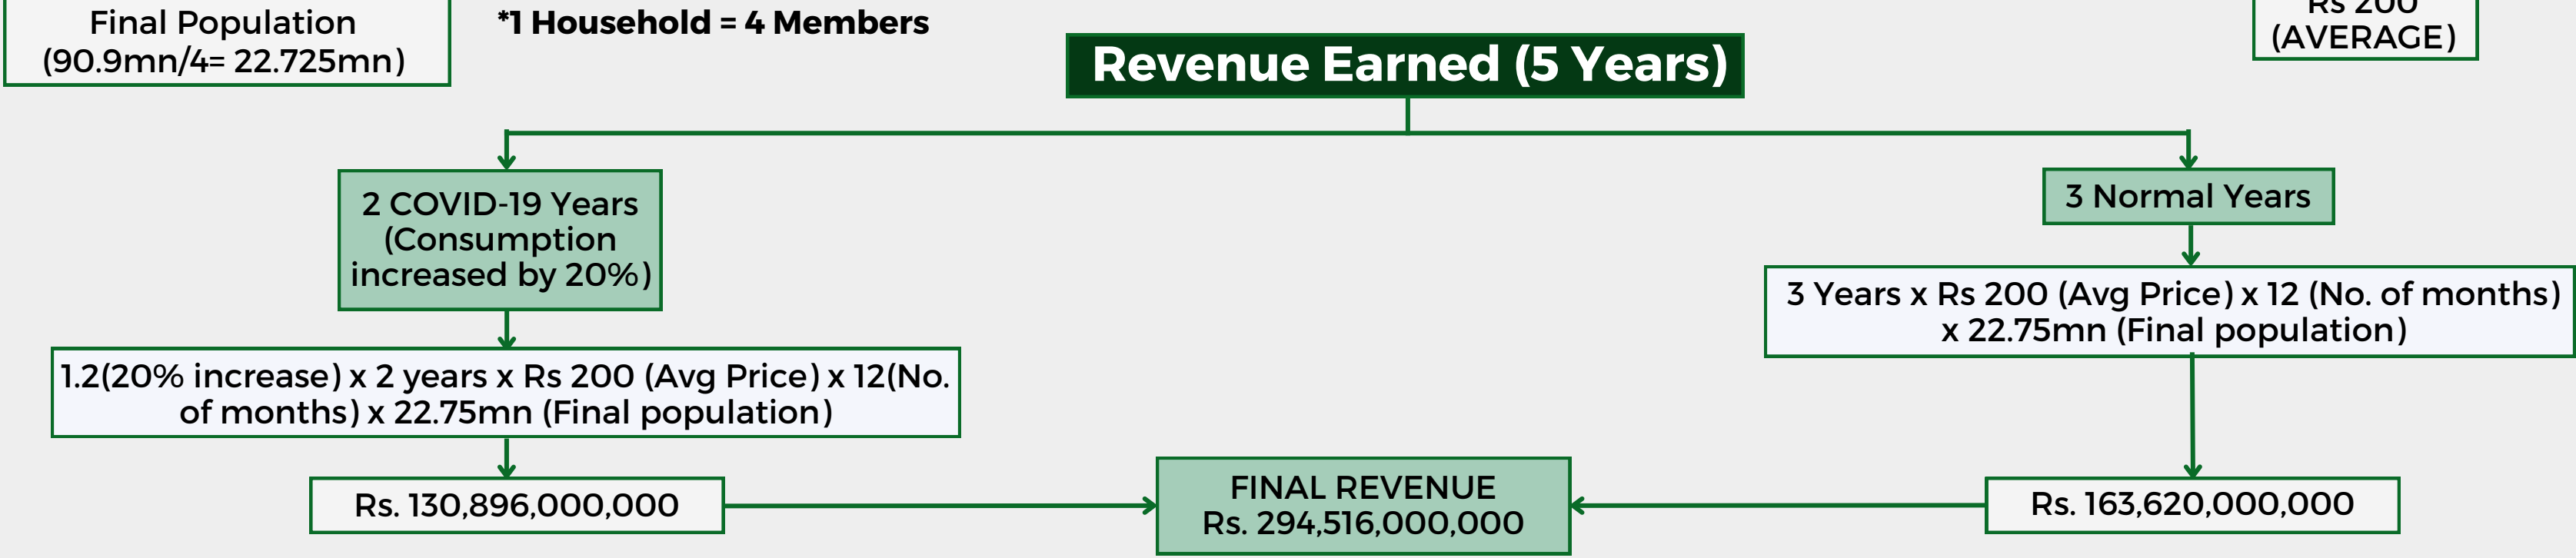 Final Population
(90.9mn/4= 22.725mn)
*1 Household = 4 Members
Rs 200
(AVERAGE)
Revenue Earned (5 Years)
2 COVID-19 Years
(Consumption
increased by 20%)
3 Normal Years
3 Years x Rs 200 (Avg Price) x 12 (No. of months)
x 22.75mn (Final population)
1.2(20% increase) x 2 years x Rs 200 (Avg Price) x 12(No.
of months) x 22.75mn (Final population)
Rs. 130,896,000,000
FINAL REVENUE
Rs. 294,516,000,000
Rs. 163,620,000,000